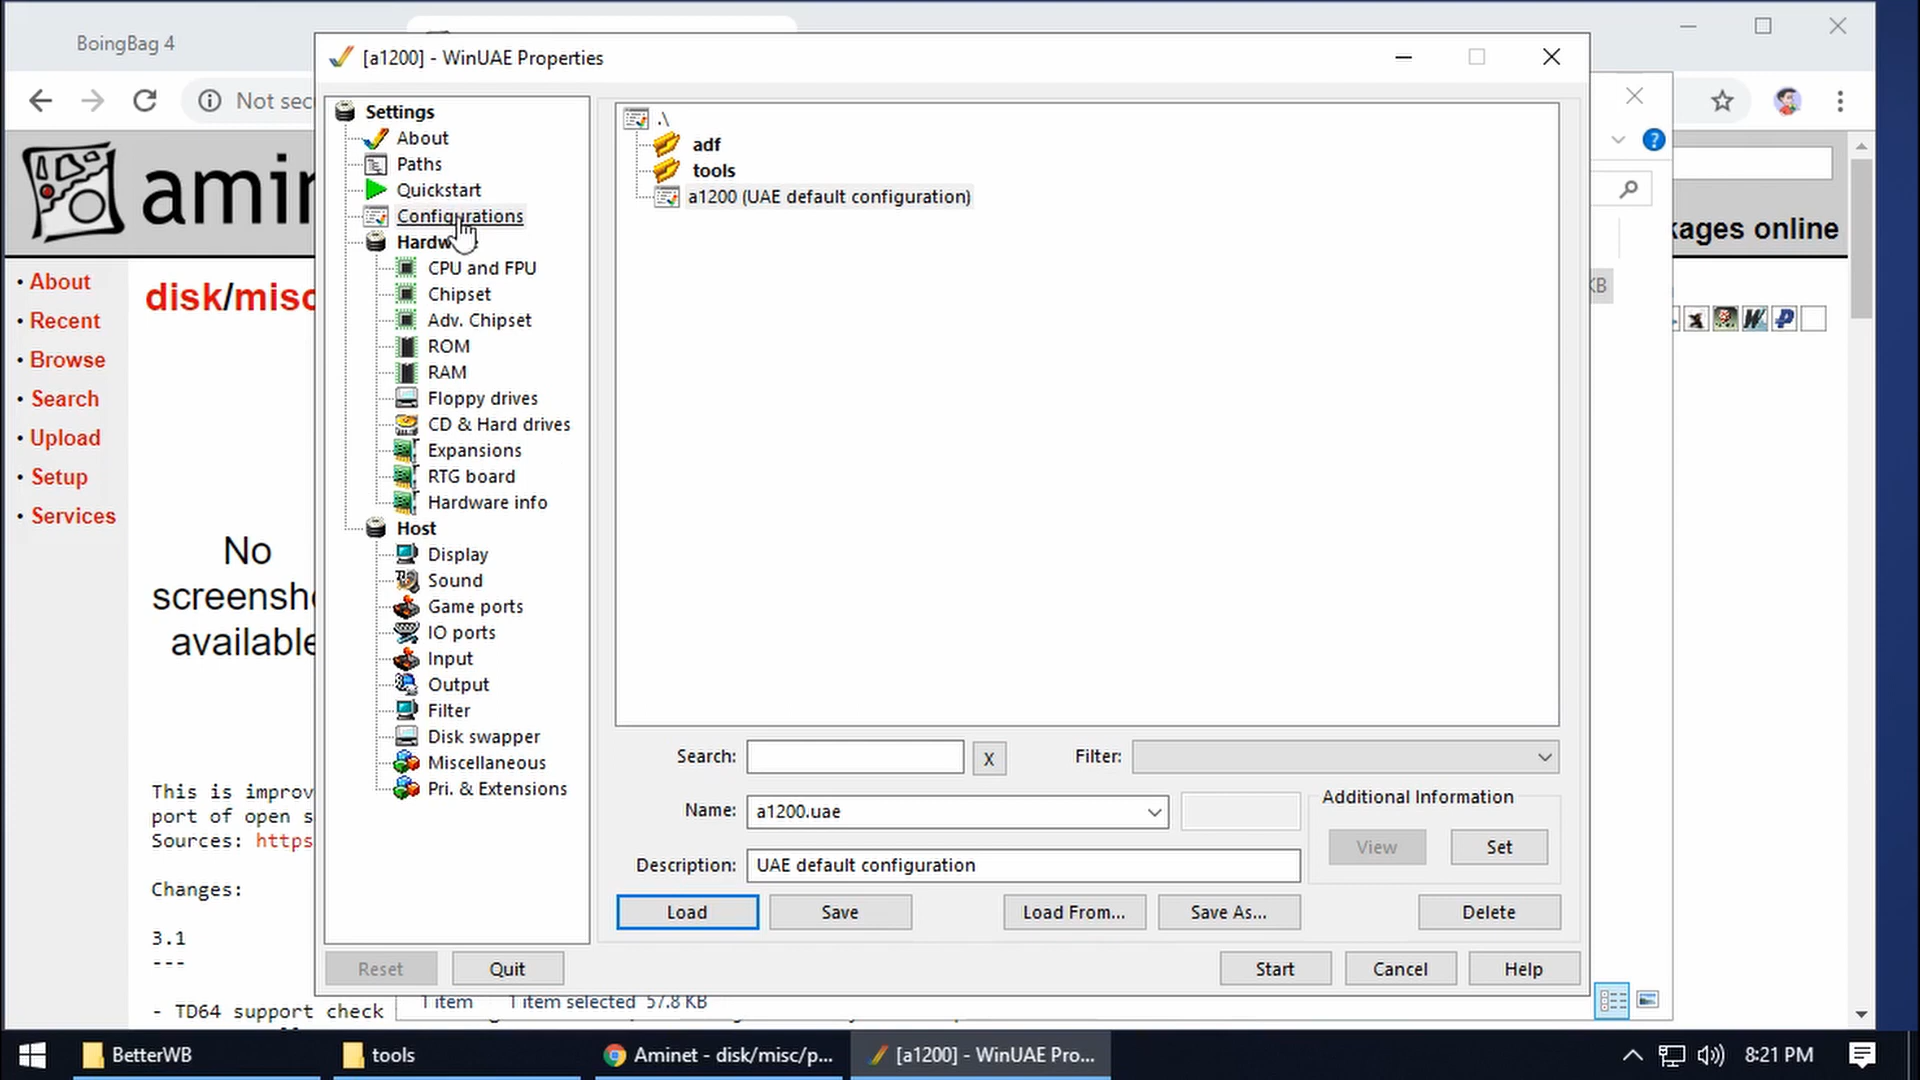 BoingBag 4
Not sec
amin
kages online
KB
About
Recent
Browse
Search
Upload
Setup
Services
disk/misc
No
screensh
available
This is improv
port of open s
Sources: https
Changes:
3.1
---
- TD64 support check
[a1200] - WinUAE Properties
Settings
About
Paths
Quickstart
Configurations
Hardw
CPU and FPU
Chipset
Adv. Chipset
ROM
RAM
Floppy drives
CD & Hard drives
Expansions
RTG board
Hardware info
Host
Display
Sound
Game ports
IO ports
Input
Output
Filter
Disk swapper
Miscellaneous
Pri. & Extensions
.\
adf
tools
a1200 (UAE default configuration)
Search:
X
Filter:
Name:
a1200.uae
Additional Information
View
Set
Description:
UAE default configuration
Load
Save
Load From...
Save As...
Delete
Reset
Quit
Start
Cancel
Help
1 item
1 item selected 57.8 KB
BetterWB
tools
Aminet - disk/misc/p...
[a1200] - WinUAE Pro...
8:21 PM